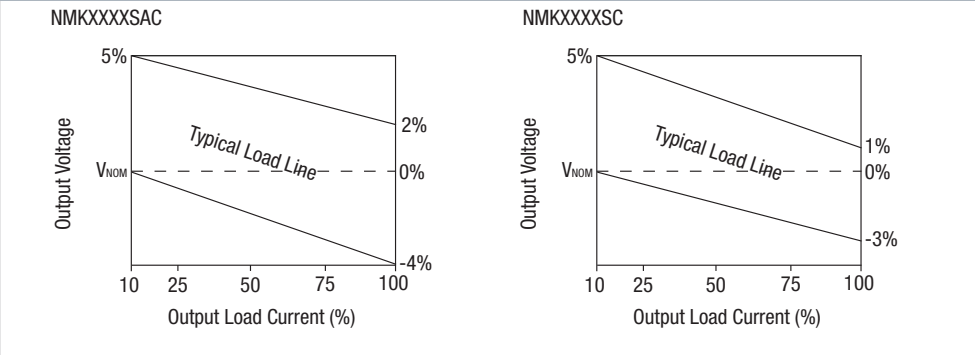 NMKXXXXSAC
5%
Output Voltage
VNOM
Typical Load Line
2%
0%
-4%
10 25 50 75 100
Output Load Current (%)
NMKXXXXSC
5%
Output Voltage
VNOM
Typical Load Line
1%
0%
-3%
10 25 50 75 100
Output Load Current (%)